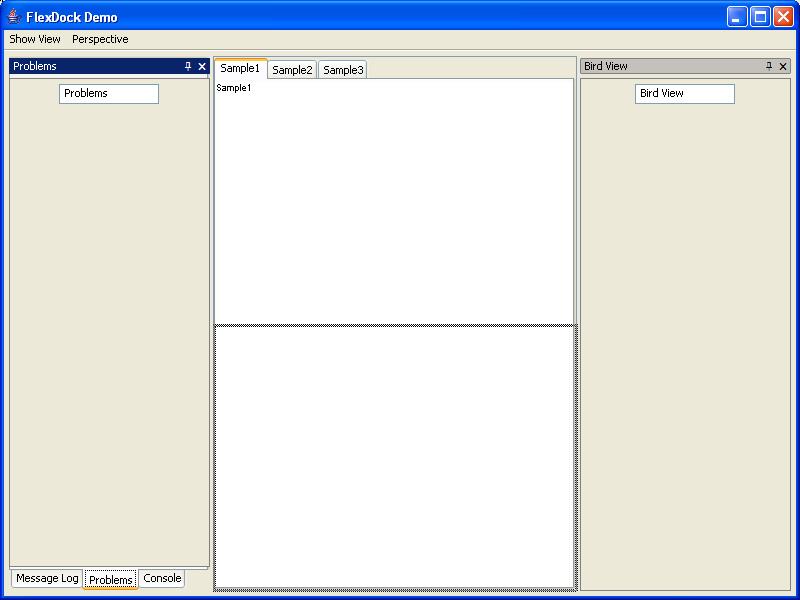 FlexDock Demo
Show View Perspective
Problems
Problems
Message Log Problems Console
Sample1 Sample2 Sample3
Sample1
Bird View
Bird View